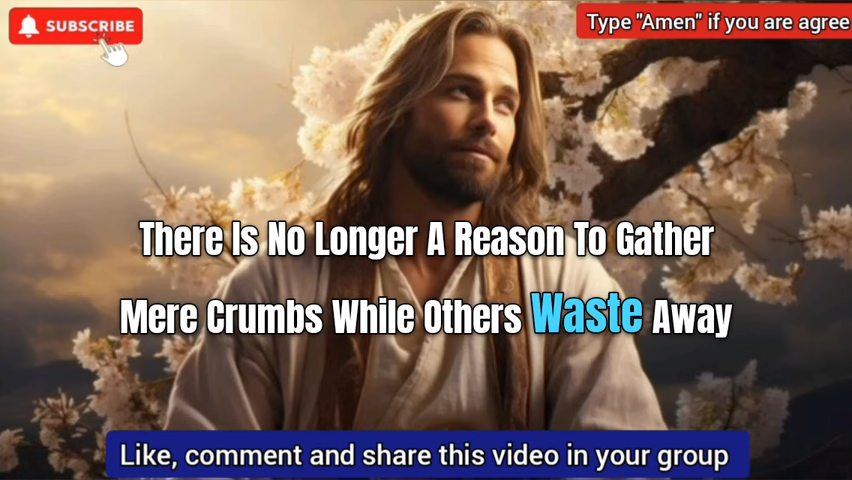 SUBSCRIBE
Type "Amen" if you are agree
There Is No Longer A Reason To Gather
Mere Crumbs While Others Waste Away
Like, comment and share this video in your group